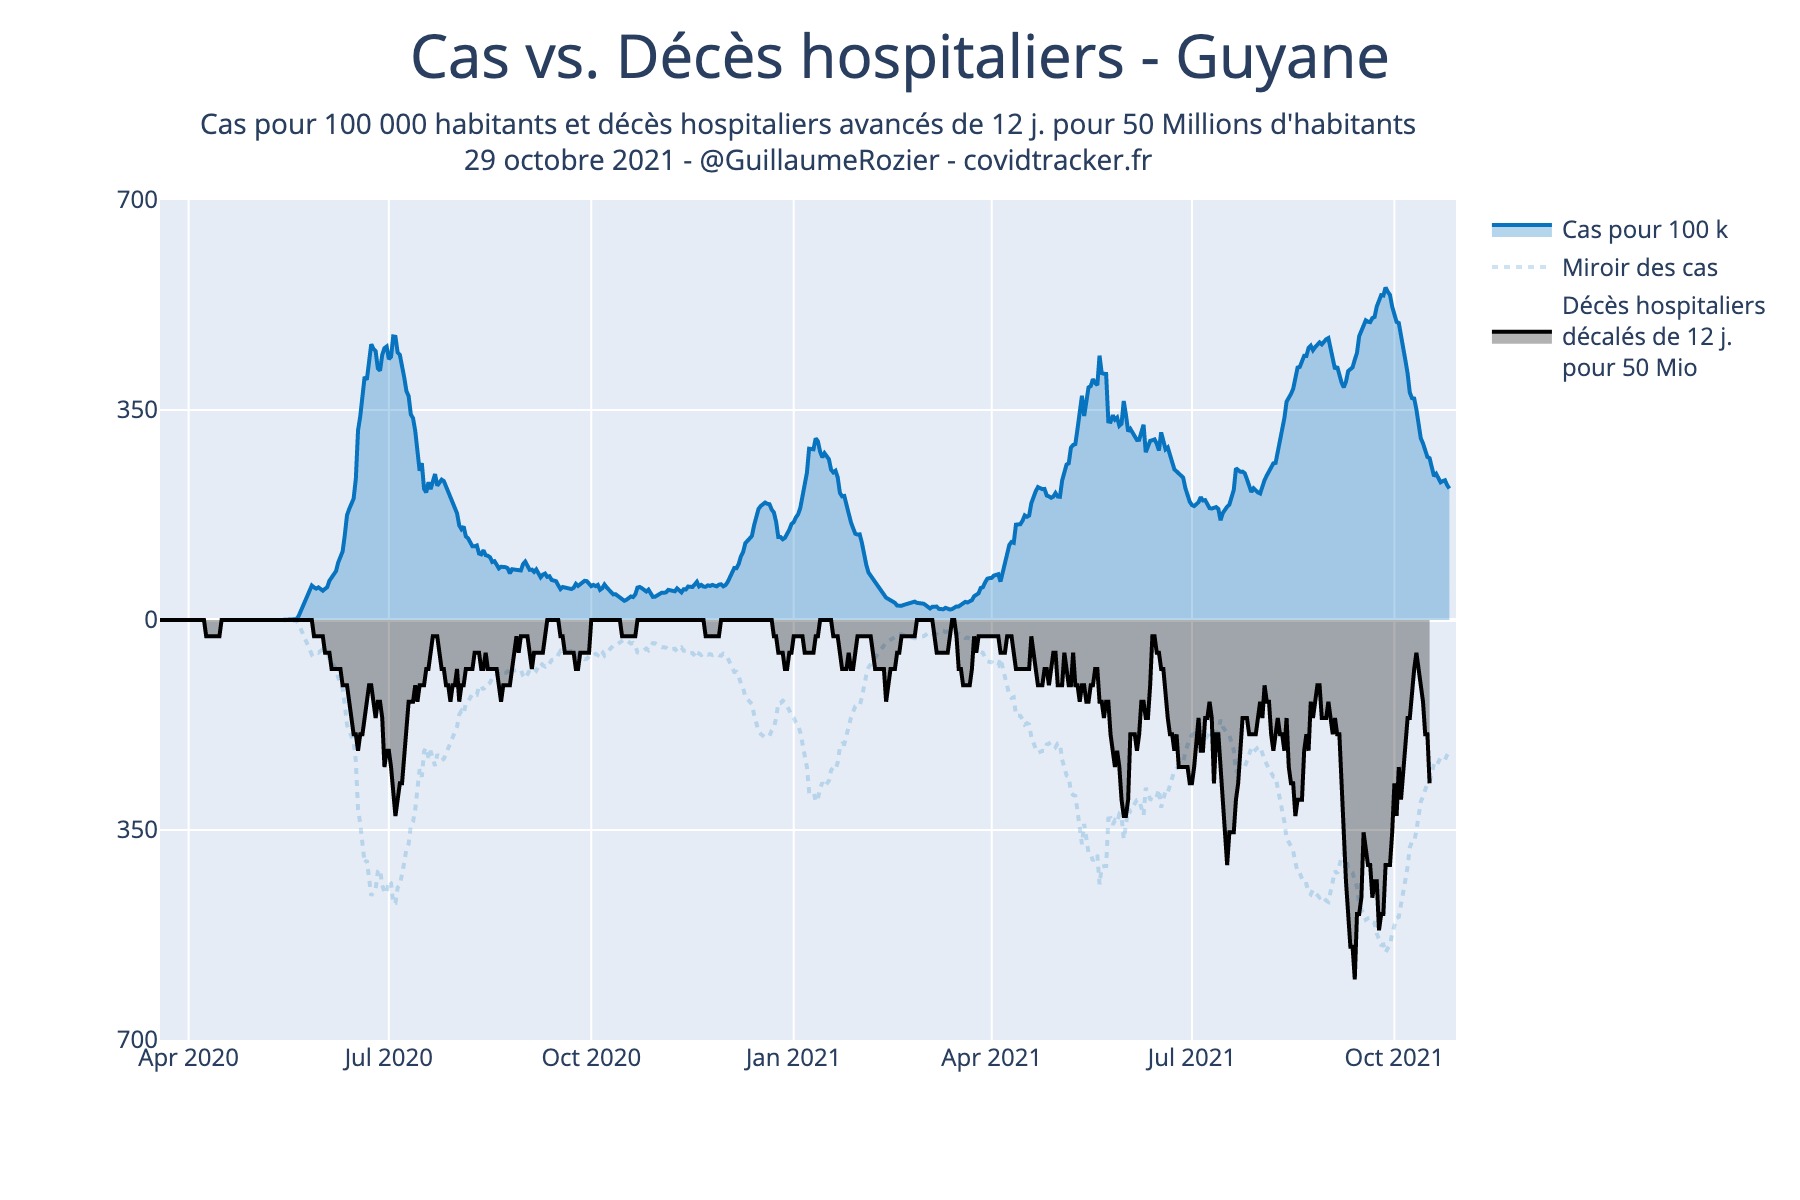 Cas vs. Décès hospitaliers - Guyane
Cas pour 100 000 habitants et décès hospitaliers avancés de 12 j. pour 50 Millions d'habitants
29 octobre 2021 - @GuillaumeRozier - covidtracker.fr
700
350
0
350
700
Apr 2020
Jul 2020
Oct 2020
Jan 2021
Apr 2021
Jul 2021
Oct 2021
Cas pour 100 k
Miroir des cas
Décès hospitaliers
décalés de 12 j.
pour 50 Mio